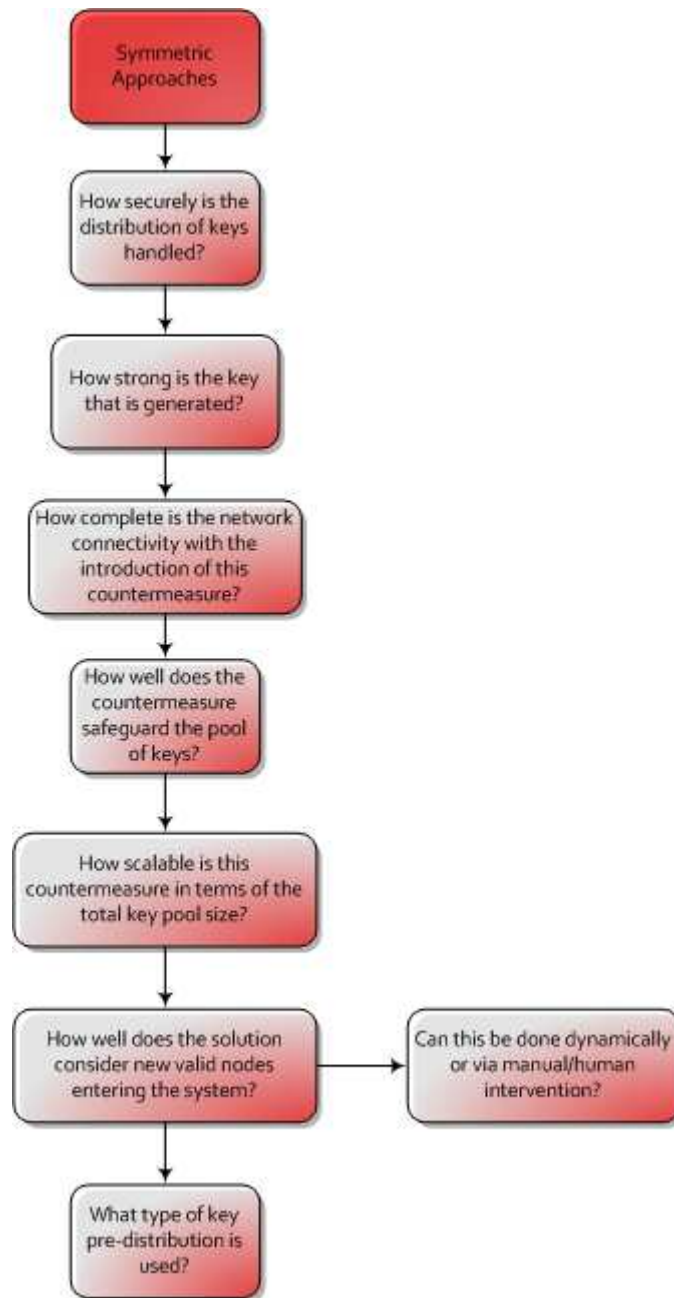 Symmetric
Approaches
How securely is the
distribution of keys
handled?
How strong is the key
that is generated?
How complete is the network
connectivity with the
introduction of this
countermeasure?
How well does the
countermeasure
safeguard the pool
of keys?
How scalable is this
countermeasure in terms of the
total key pool size?
How well does the solution
consider new valid nodes
entering the system?
Can this be done dynamically
or via manual/human
intervention?
What type of key
pre-distribution is
used?